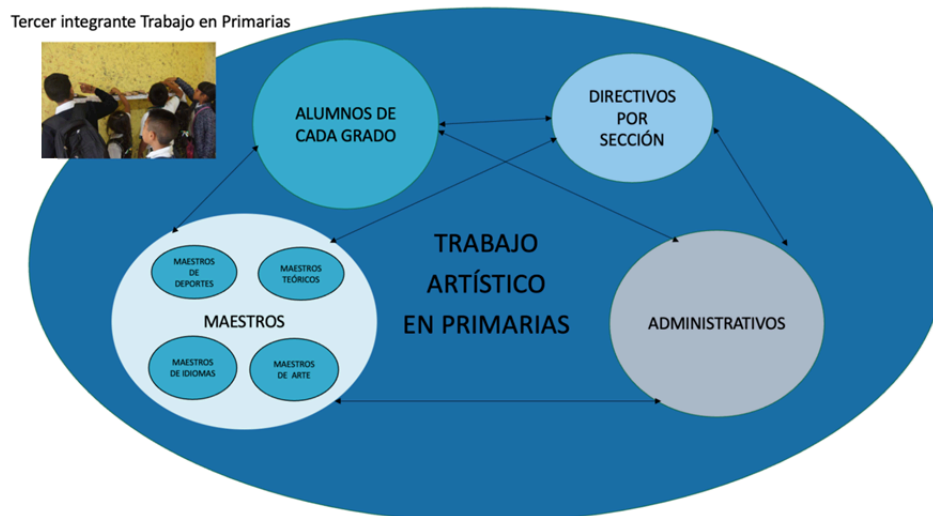 Tercer integrante Trabajo en Primarias
ALUMNOS DE
CADA GRADO
DIRECTIVOS
POR
SECCIÓN
TRABAJO
ARTÍSTICO
EN PRIMARIAS
MAESTROS
DE
DEPORTES
MAESTROS
TEÓRICOS
MAESTROS
MAESTROS
DE IDIOMAS
MAESTROS
DE ARTE
ADMINISTRATIVOS